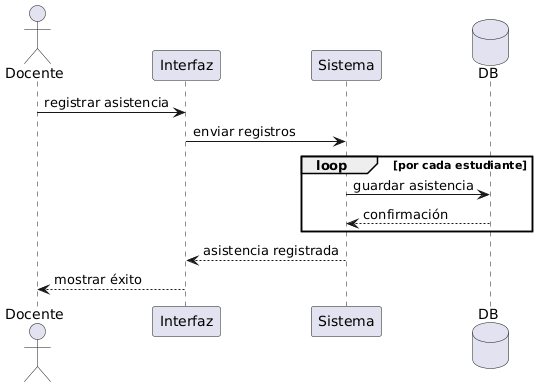 Docente
Interfaz
Sistema
DB
registrar asistencia
enviar registros
loop [por cada estudiante]
guardar asistencia
confirmación
asistencia registrada
mostrar éxito
Docente
Interfaz
Sistema
DB